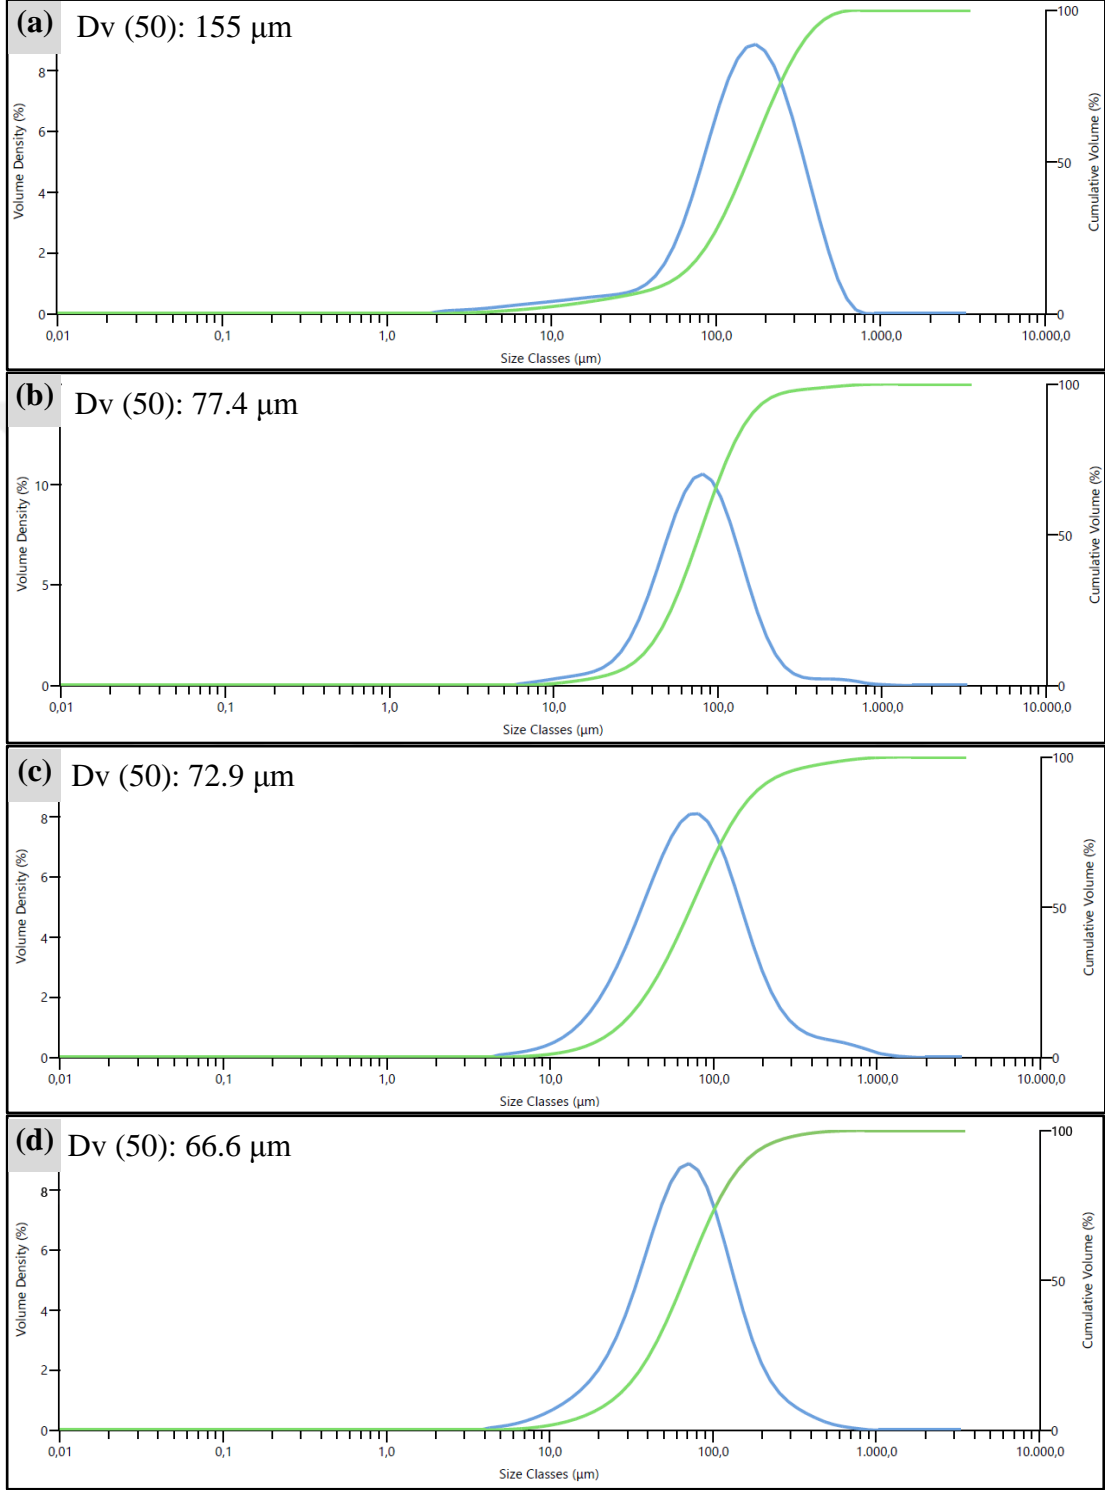 (a) Dv (50): 155 μm
Volume Density (%)
8
6
4
2
0
100
50
0
Cumulative Volume (%)
0,01 0,1 1,0 10,0 100,0 1.000,0 10.000,0
Size Classes (μm)
(b) Dv (50): 77.4 μm
Volume Density (%)
10
5
0
100
50
0
Cumulative Volume (%)
0,01 0,1 1,0 10,0 100,0 1.000,0 10.000,0
Size Classes (μm)
(c) Dv (50): 72.9 μm
Volume Density (%)
8
6
4
2
0
100
50
0
Cumulative Volume (%)
0,01 0,1 1,0 10,0 100,0 1.000,0 10.000,0
Size Classes (μm)
(d) Dv (50): 66.6 μm
Volume Density (%)
8
6
4
2
0
100
50
0
Cumulative Volume (%)
0,01 0,1 1,0 10,0 100,0 1.000,0 10.000,0
Size Classes (μm)